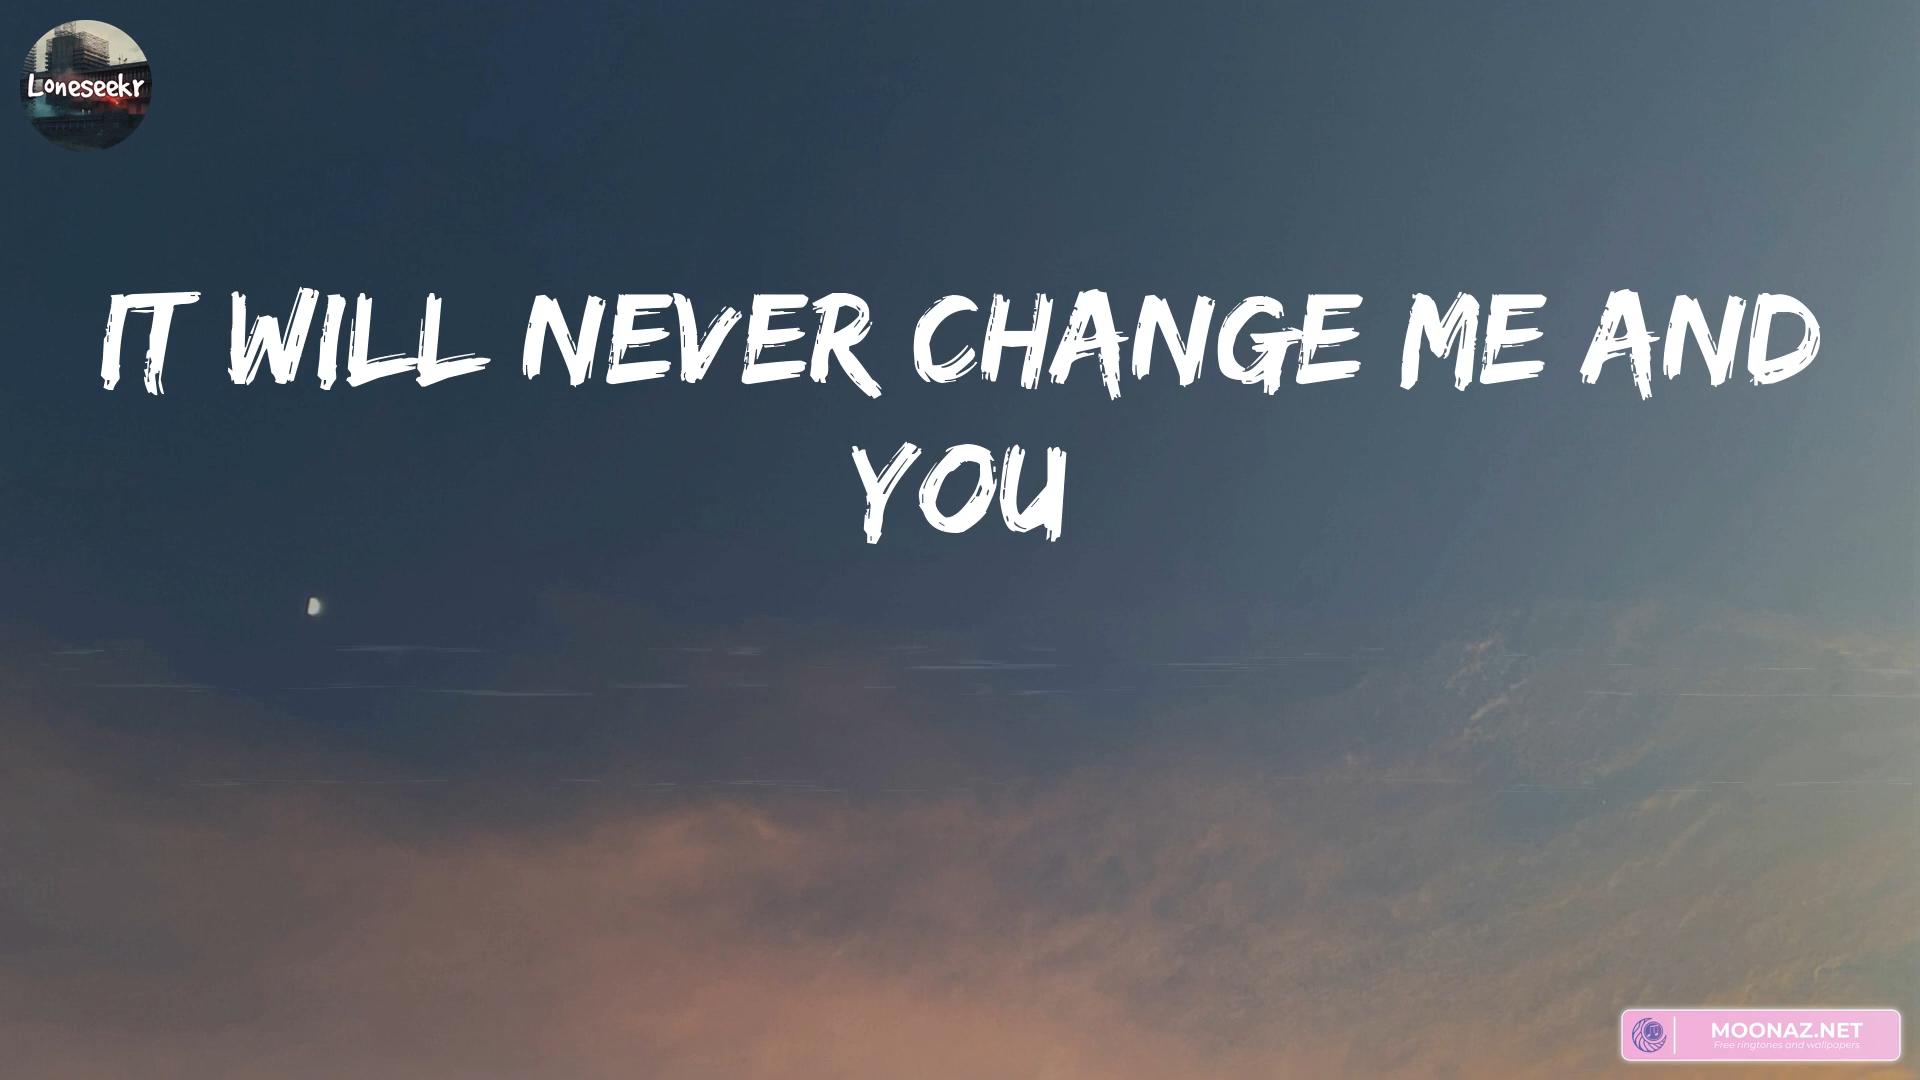 Loneseekr
IT WILL NEVER CHANGE ME AND
YOU
MOONAZ.NET
Free ringtones and wallpapers